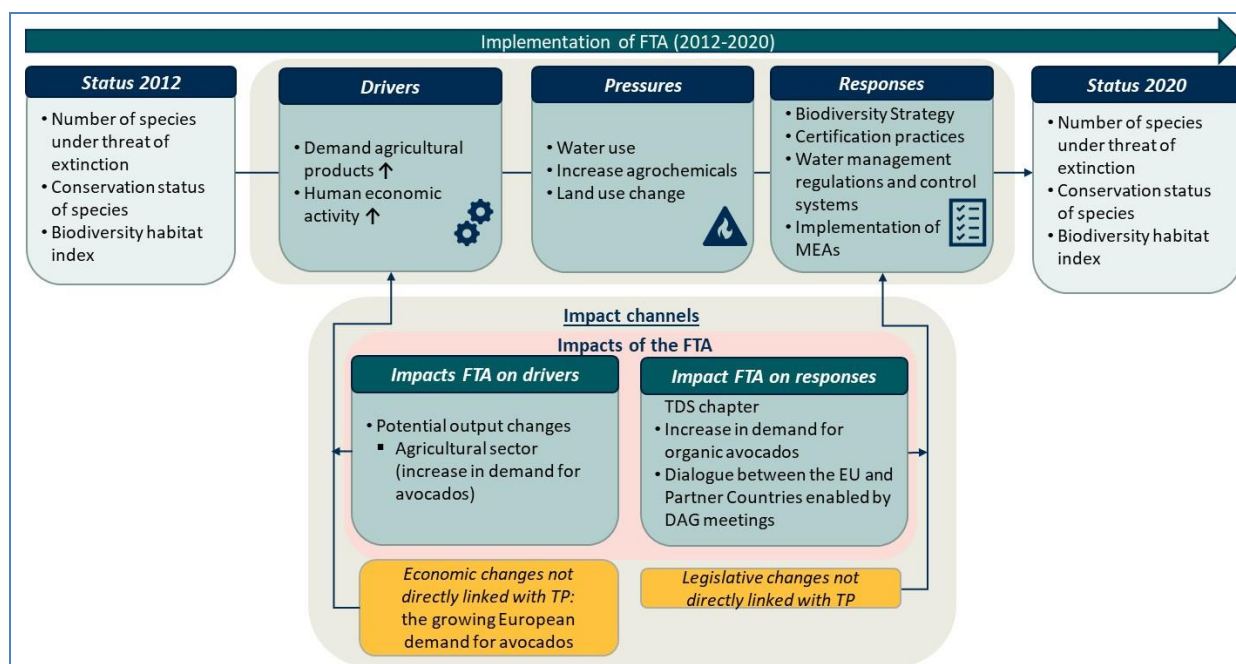 Implementation of FTA (2012-2020)
Status 2012
• Number of species
under threat of
extinction
• Conservation status
of species
• Biodiversity habitat
index
Drivers
• Demand agricultural
products ↑
• Human economic
activity ↑
Pressures
• Water use
• Increase agrochemicals
• Land use change
Responses
• Biodiversity Strategy
• Certification practices
• Water management
regulations and control
systems
• Implementation of
MEAs
Status 2020
• Number of species
under threat of
extinction
• Conservation status
of species
• Biodiversity habitat
index
Impact channels
Impacts of the FTA
Impacts FTA on drivers
• Potential output changes
▪ Agricultural sector
(increase in demand for
avocados)
Impact FTA on responses
TDS chapter
• Increase in demand for
organic avocados
• Dialogue between the EU and
Partner Countries enabled by
DAG meetings
Economic changes not
directly linked with TP:
the growing European
demand for avocados
Legislative changes not
directly linked with TP